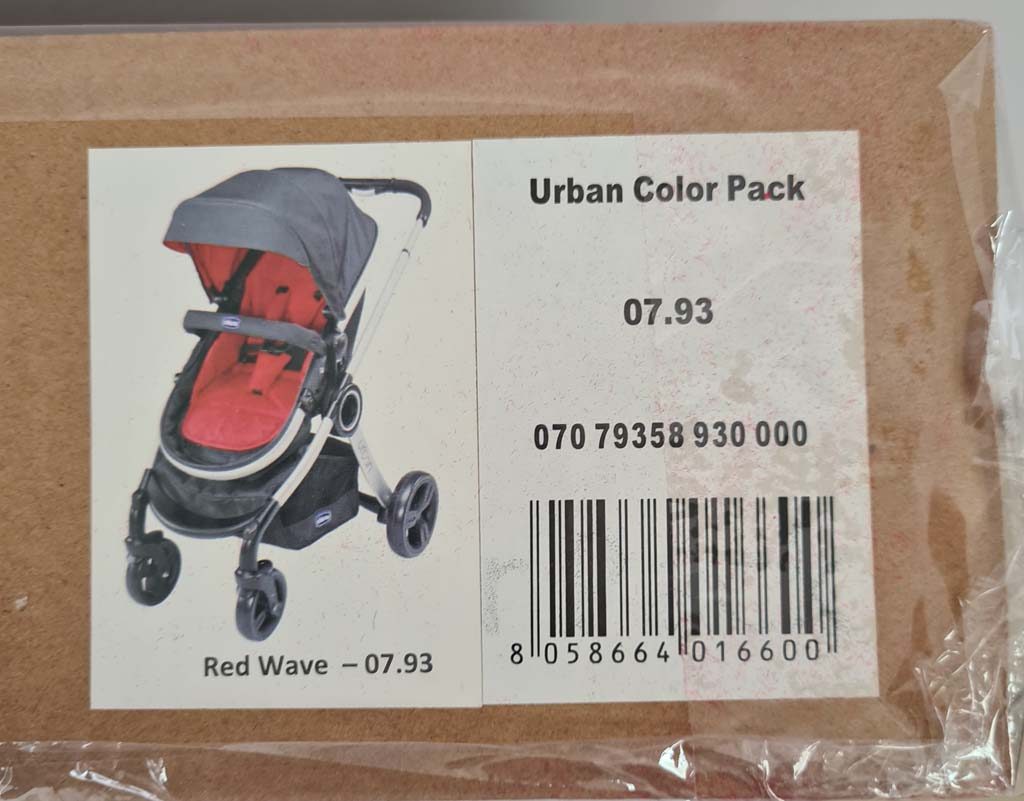 Urban Color Pack
07.93
070 79358 930 000
8 058664 016600
Red Wave – 07.93